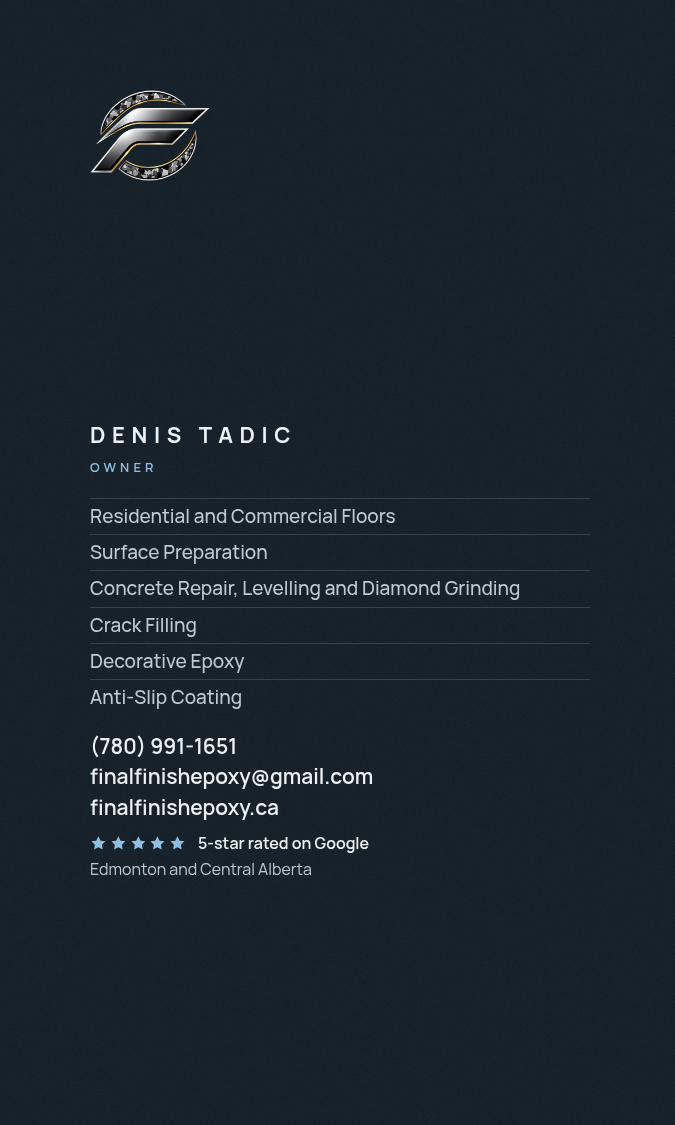 DENIS TADIC
OWNER
Residential and Commercial Floors
Surface Preparation
Concrete Repair, Levelling and Diamond Grinding
Crack Filling
Decorative Epoxy
Anti-Slip Coating
(780) 991-1651
finalfinishepoxy@gmail.com
finalfinishepoxy.ca
5-star rated on Google
Edmonton and Central Alberta